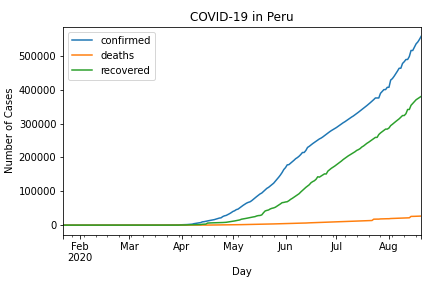 COVID-19 in Peru
confirmed
deaths
recovered
Number of Cases
500000
400000
300000
200000
100000
0
Feb
2020
Mar
Apr
May
Jun
Jul
Aug
Day